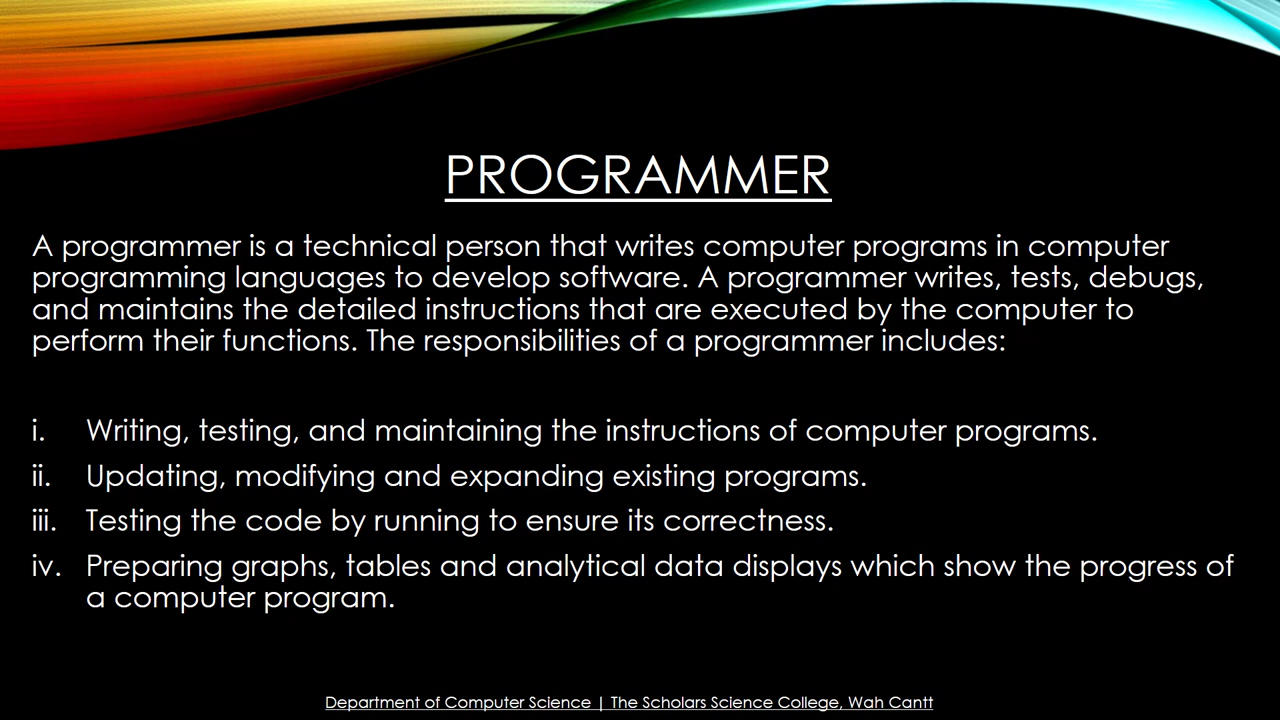 PROGRAMMER
A programmer is a technical person that writes computer programs in computer
programming languages to develop software. A programmer writes, tests, debugs,
and maintains the detailed instructions that are executed by the computer to
perform their functions. The responsibilities of a programmer includes:
i. Writing, testing, and maintaining the instructions of computer programs.
ii. Updating, modifying and expanding existing programs.
iii. Testing the code by running to ensure its correctness.
iv. Preparing graphs, tables and analytical data displays which show the progress of
a computer program.
Department of Computer Science | The Scholars Science College, Wah Cantt